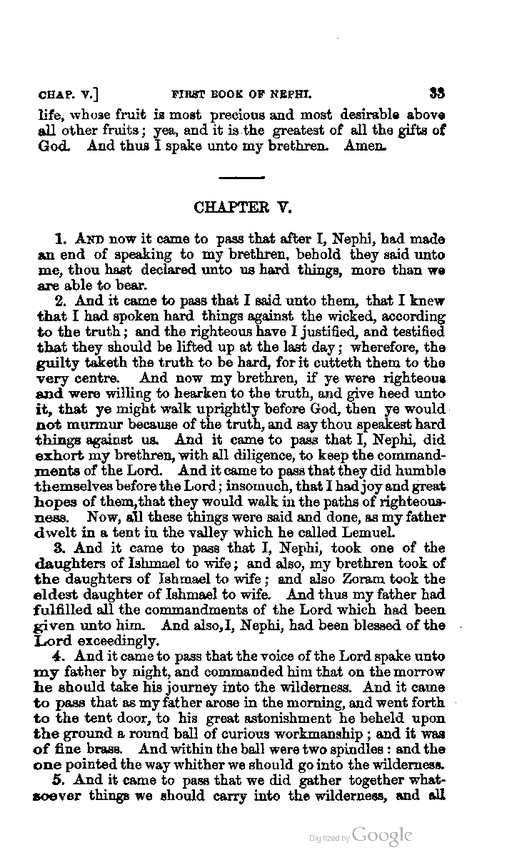 CHAP. V.] FIRST BOOK OF NEPHI. 33
life, whose fruit is most precious and most desirable above
all other fruits; yea, and it is the greatest of all the gifts of
God. And thus I spake unto my brethren. Amen.
CHAPTER V.
1. AND now it came to pass that after I, Nephi, had made
an end of speaking to my brethren, behold they said unto
me, thou hast declared unto us hard things, more than we
are able to bear.
2. And it came to pass that I said unto them, that I knew
that I had spoken hard things against the wicked, according
to the truth; and the righteous have I justified, and testified
that they should be lifted up at the last day; wherefore, the
guilty taketh the truth to be hard, for it cutteth them to the
very centre. And now my brethren, if ye were righteous
and were willing to hearken to the truth, and give heed unto
it, that ye might walk uprightly before God, then ye would
not murmur because of the truth, and say thou speakest hard
things against us. And it came to pass that I, Nephi, did
exhort my brethren, with all diligence, to keep the command-
ments of the Lord. And it came to pass that they did humble
themselves before the Lord; insomuch, that I had joy and great
hopes of them, that they would walk in the paths of righteous-
ness. Now, all these things were said and done, as my father
dwelt in a tent in the valley which he called Lemuel.
3. And it came to pass that I, Nephi, took one of the
daughters of Ishmael to wife; and also, my brethren took of
the daughters of Ishmael to wife; and also Zoram took the
eldest daughter of Ishmael to wife. And thus my father had
fulfilled all the commandments of the Lord which had been
given unto him. And also, I, Nephi, had been blessed of the
Lord exceedingly.
4. And it came to pass that the voice of the Lord spake unto
my father by night, and commanded him that on the morrow
he should take his journey into the wilderness. And it came
to pass that as my father arose in the morning, and went forth
to the tent door, to his great astonishment he beheld upon
the ground a round ball of curious workmanship; and it was
of fine brass. And within the ball were two spindles: and the
one pointed the way whither we should go into the wilderness.
5. And it came to pass that we did gather together what-
soever things we should carry into the wilderness, and all
Digitized by Google